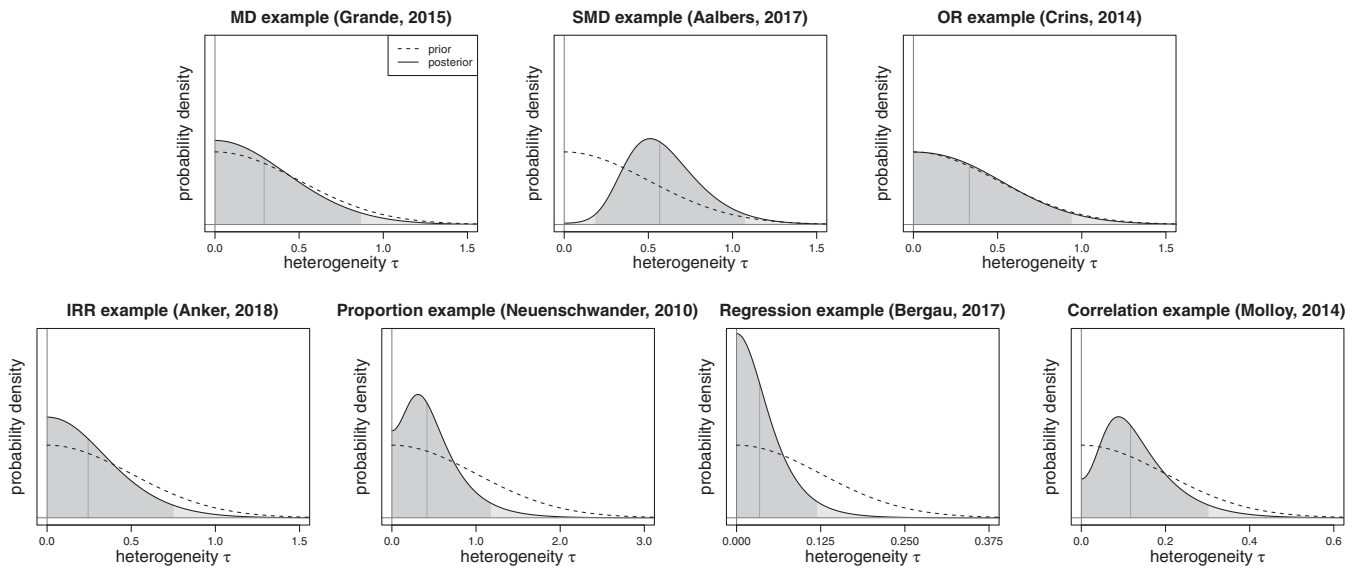 MD example (Grande, 2015)
probability density
prior
posterior
0.0 0.5 1.0 1.5
heterogeneity τ
SMD example (Aalbers, 2017)
probability density
0.0 0.5 1.0 1.5
heterogeneity τ
OR example (Crins, 2014)
probability density
0.0 0.5 1.0 1.5
heterogeneity τ
IRR example (Anker, 2018)
probability density
0.0 0.5 1.0 1.5
heterogeneity τ
Proportion example (Neuenschwander, 2010)
probability density
0.0 1.0 2.0 3.0
heterogeneity τ
Regression example (Bergau, 2017)
probability density
0.000 0.125 0.250 0.375
heterogeneity τ
Correlation example (Molloy, 2014)
probability density
0.0 0.2 0.4 0.6
heterogeneity τ